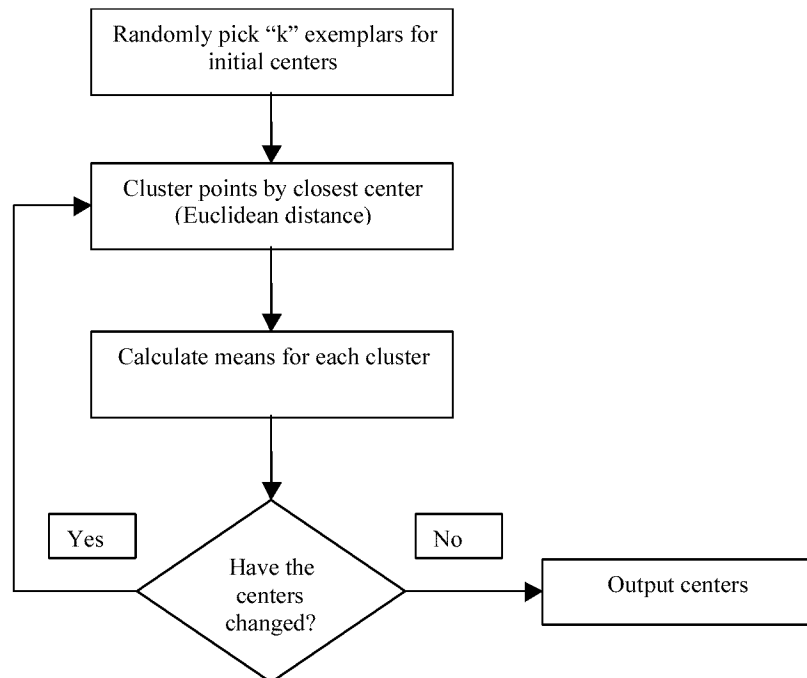 Randomly pick “k” exemplars for
initial centers
Cluster points by closest center
(Euclidean distance)
Calculate means for each cluster
Yes
No
Have the
centers
changed?
Output centers